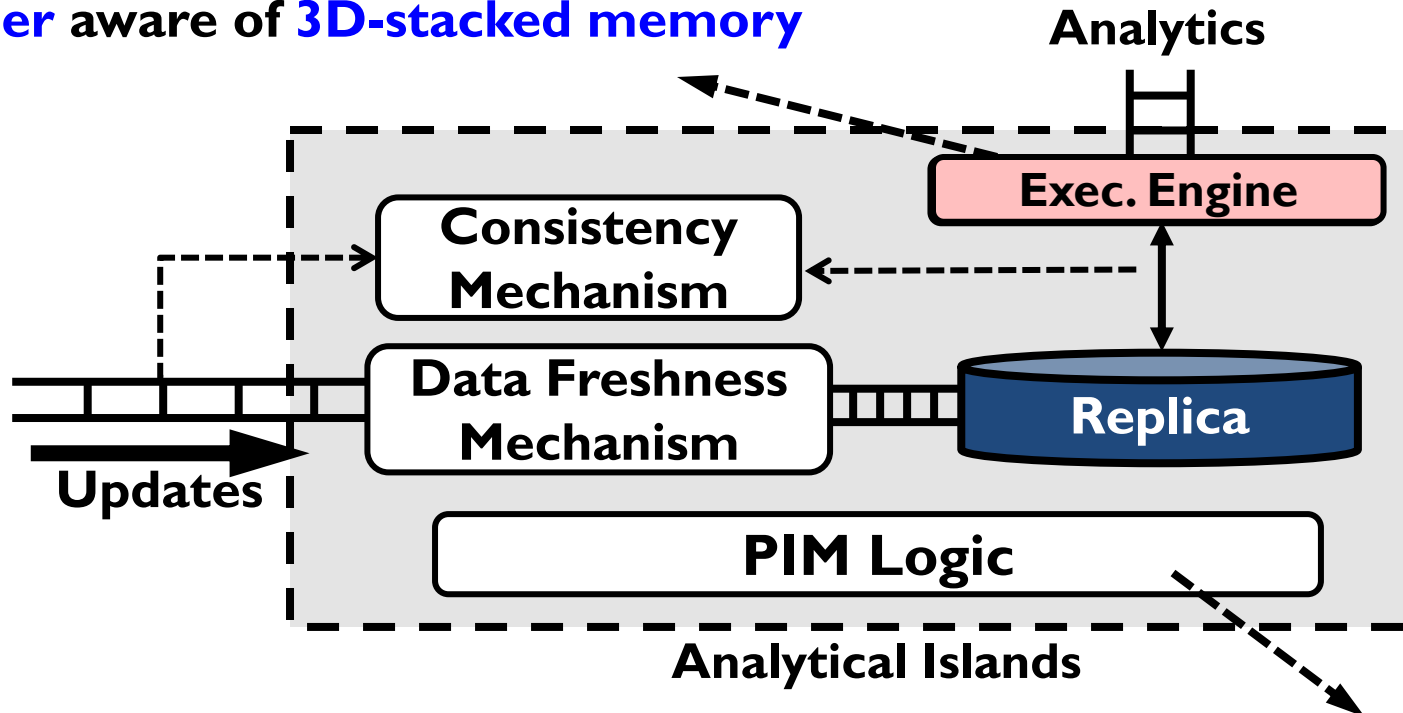 er aware of 3D-stacked memory
Analytics
Exec. Engine
Consistency
Mechanism
Data Freshness
Mechanism
Replica
Updates
PIM Logic
Analytical Islands